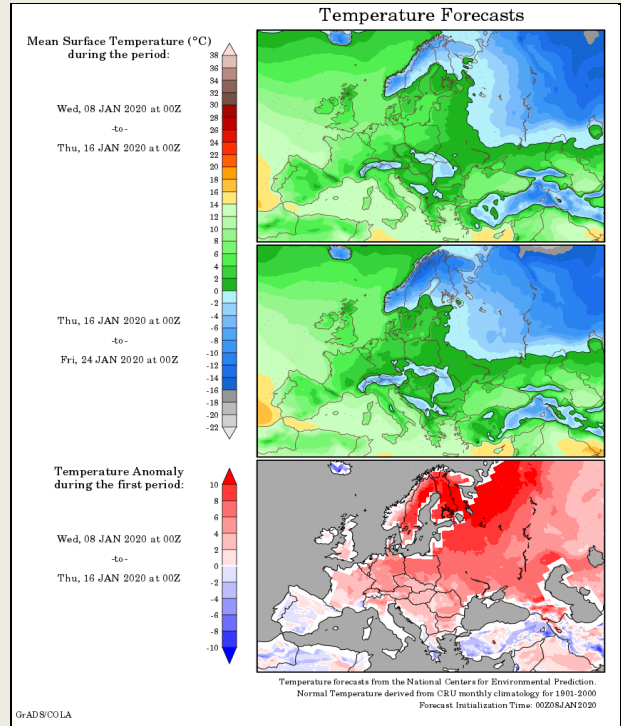 Temperature Forecasts
Mean Surface Temperature (°C)
during the period:
Wed, 08 JAN 2020 at 00Z
-to-
Thu, 16 JAN 2020 at 00Z
38
36
34
32
30
28
26
24
22
20
18
16
14
12
10
8
6
4
2
0
-2
-4
-6
-8
-10
-12
-14
-16
-18
-20
-22
Thu, 16 JAN 2020 at 00Z
-to-
Fri, 24 JAN 2020 at 00Z
Temperature Anomaly
during the first period:
Wed, 08 JAN 2020 at 00Z
-to-
Thu, 16 JAN 2020 at 00Z
10
8
6
4
2
0
-2
-4
-6
-8
-10
Temperature forecasts from the National Centers for Environmental Prediction.
Normal Temperature derived from CRU monthly climatology for 1901-2000
Forecast Initialization Time: 00Z08JAN2020
GrADS/COLA